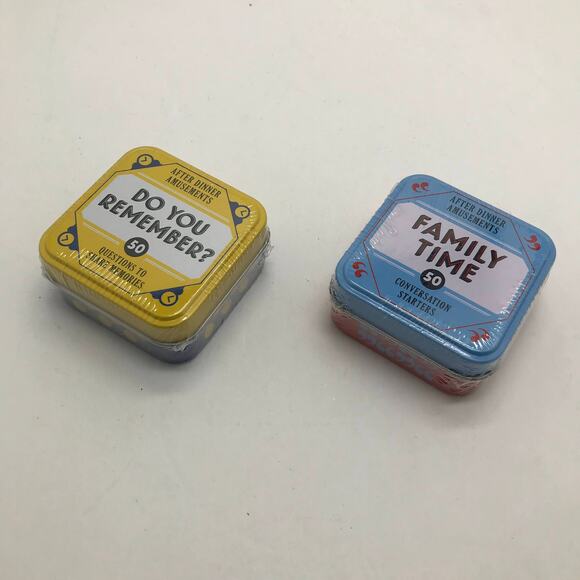 AFTER DINNER
AMUSEMENTS
DO YOU
REMEMBER?
50
QUESTIONS TO
SHARE MEMORIES
AFTER DINNER
AMUSEMENTS
FAMILY
TIME
50
CONVERSATION
STARTERS